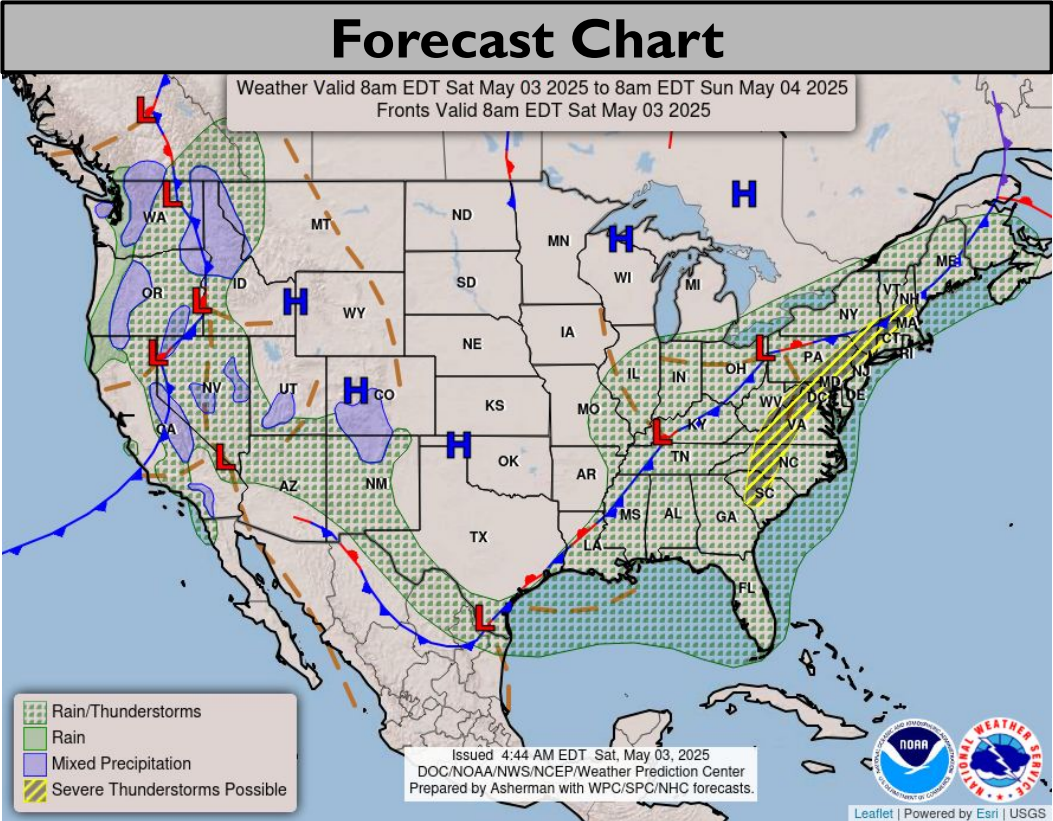 Forecast Chart
Weather Valid 8am EDT Sat May 03 2025 to 8am EDT Sun May 04 2025
Fronts Valid 8am EDT Sat May 03 2025
L
H
L
WA
MT
ND
MN
H
WI
MI
ME
VT
NH
OR
L
ID
H
WY
SD
IA
NY
MA
CT
RI
L
NE
L
PA
NJ
NV
UT
H
CO
KS
MO
IL
IN
OH
WV
MD
DC
DE
CA
L
H
OK
L
KY
VA
AZ
NM
AR
TN
NC
SC
TX
LA
MS
AL
GA
L
FL
Rain/Thunderstorms
Rain
Mixed Precipitation
Severe Thunderstorms Possible
Issued 4:44 AM EDT Sat, May 03, 2025
DOC/NOAA/NWS/NCEP/Weather Prediction Center
Prepared by Asherman with WPC/SPC/NHC forecasts.
NOAA
NATIONAL WEATHER SERVICE
Leaflet | Powered by Esri | USGS